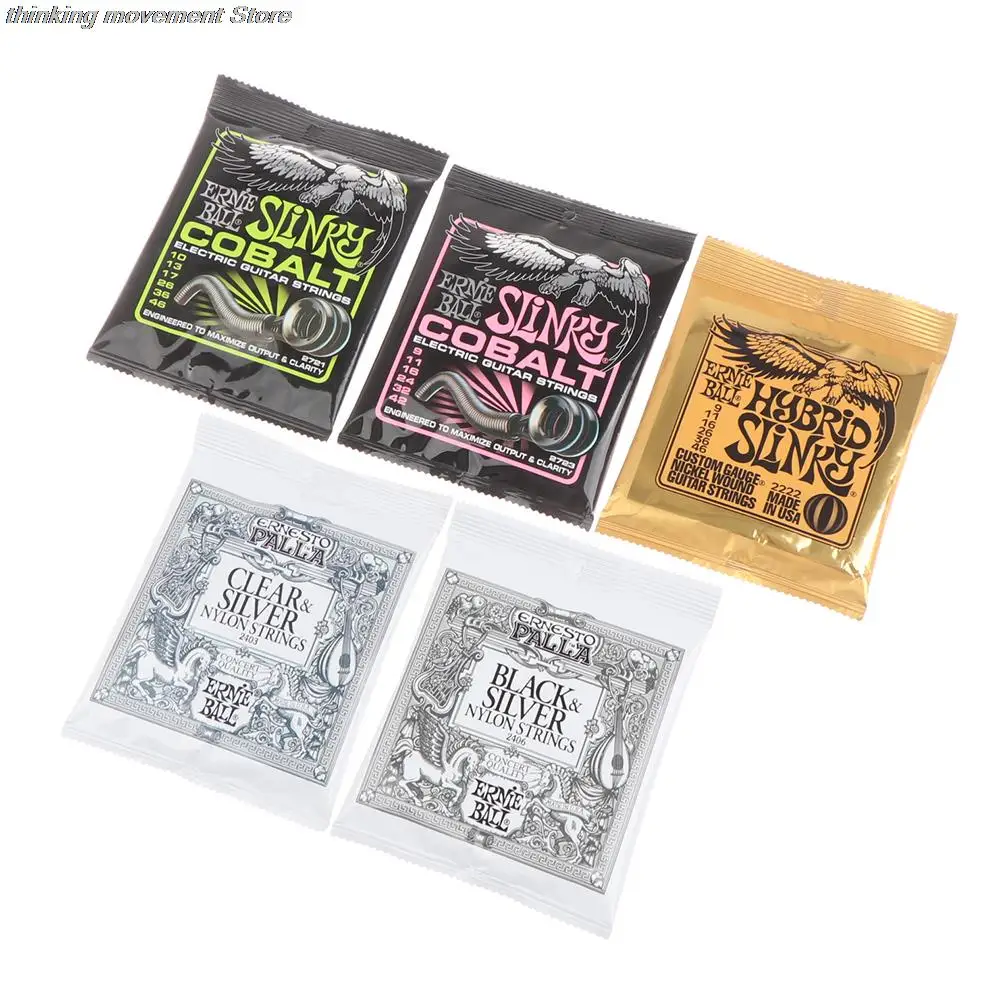 thinking movement Store
ERNIE
BALL®
SLINKY
COBALT®
ELECTRIC GUITAR STRINGS
10
13
17
26
36
46
2721
ENGINEERED TO MAXIMIZE OUTPUT & CLARITY
ERNIE
BALL®
SLINKY
COBALT®
ELECTRIC GUITAR STRINGS
9
11
16
24
32
42
2723
ENGINEERED TO MAXIMIZE OUTPUT & CLARITY
ERNIE
BALL®
HYBRID
SLINKY®
9
11
16
26
36
46
CUSTOM GAUGE®
NICKEL WOUND
GUITAR STRINGS
2222
MADE
IN USA
ERNESTO
PALLA
CLEAR &
SILVER
NYLON STRINGS
2403
CONCERT
QUALITY
ERNIE
BALL®
ERNESTO
PALLA
BLACK &
SILVER
NYLON STRINGS
2406
CONCERT
QUALITY
ERNIE
BALL®